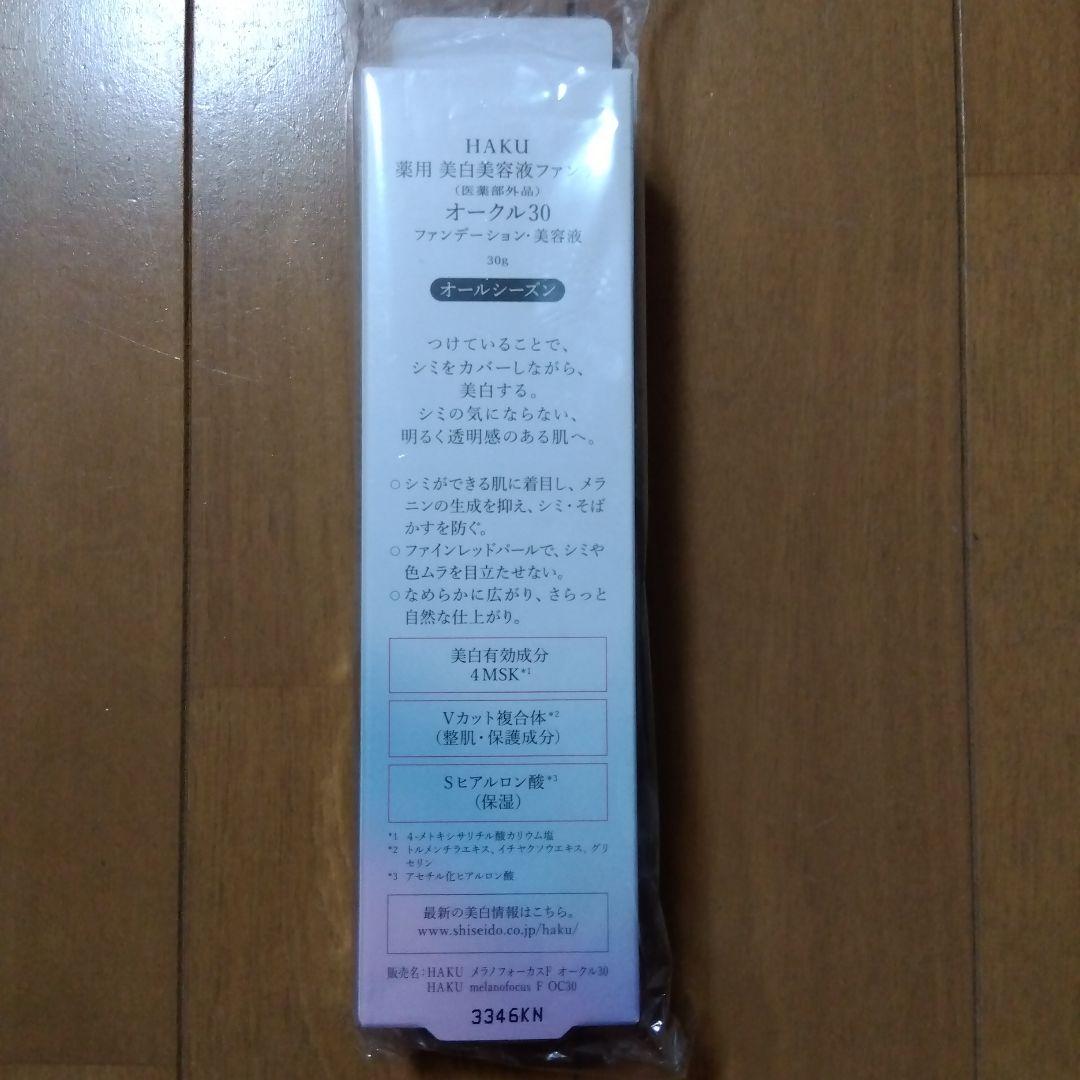 HAKU
薬用 美白美容液ファン
(医薬部外品)
オークル30
ファンデーション・美容液
30g
オールシーズン
つけていることで、
シミをカバーしながら、
美白する。
シミの気にならない、
明るく透明感のある肌へ。
○シミができる肌に着目し、メラ
ニンの生成を抑え、シミ・そば
かすを防ぐ。
○ファインレッドパールで、シミや
色ムラを目立たせない。
○なめらかに広がり、さらっと
自然な仕上がり。
美白有効成分
4MSK*1
Vカット複合体*2
(整肌・保護成分)
Sヒアルロン酸*3
(保湿)
*1 4-メトキシサリチル酸カリウム塩
*2 トルメンチラエキス、イチヤクソウエキス、グリ
セリン
*3 アセチル化ヒアルロン酸
最新の美白情報はこちら。
www.shiseido.co.jp/haku/
販売名:HAKU メラノフォーカスF オークル30
HAKU melanofocus F OC30
3346KN